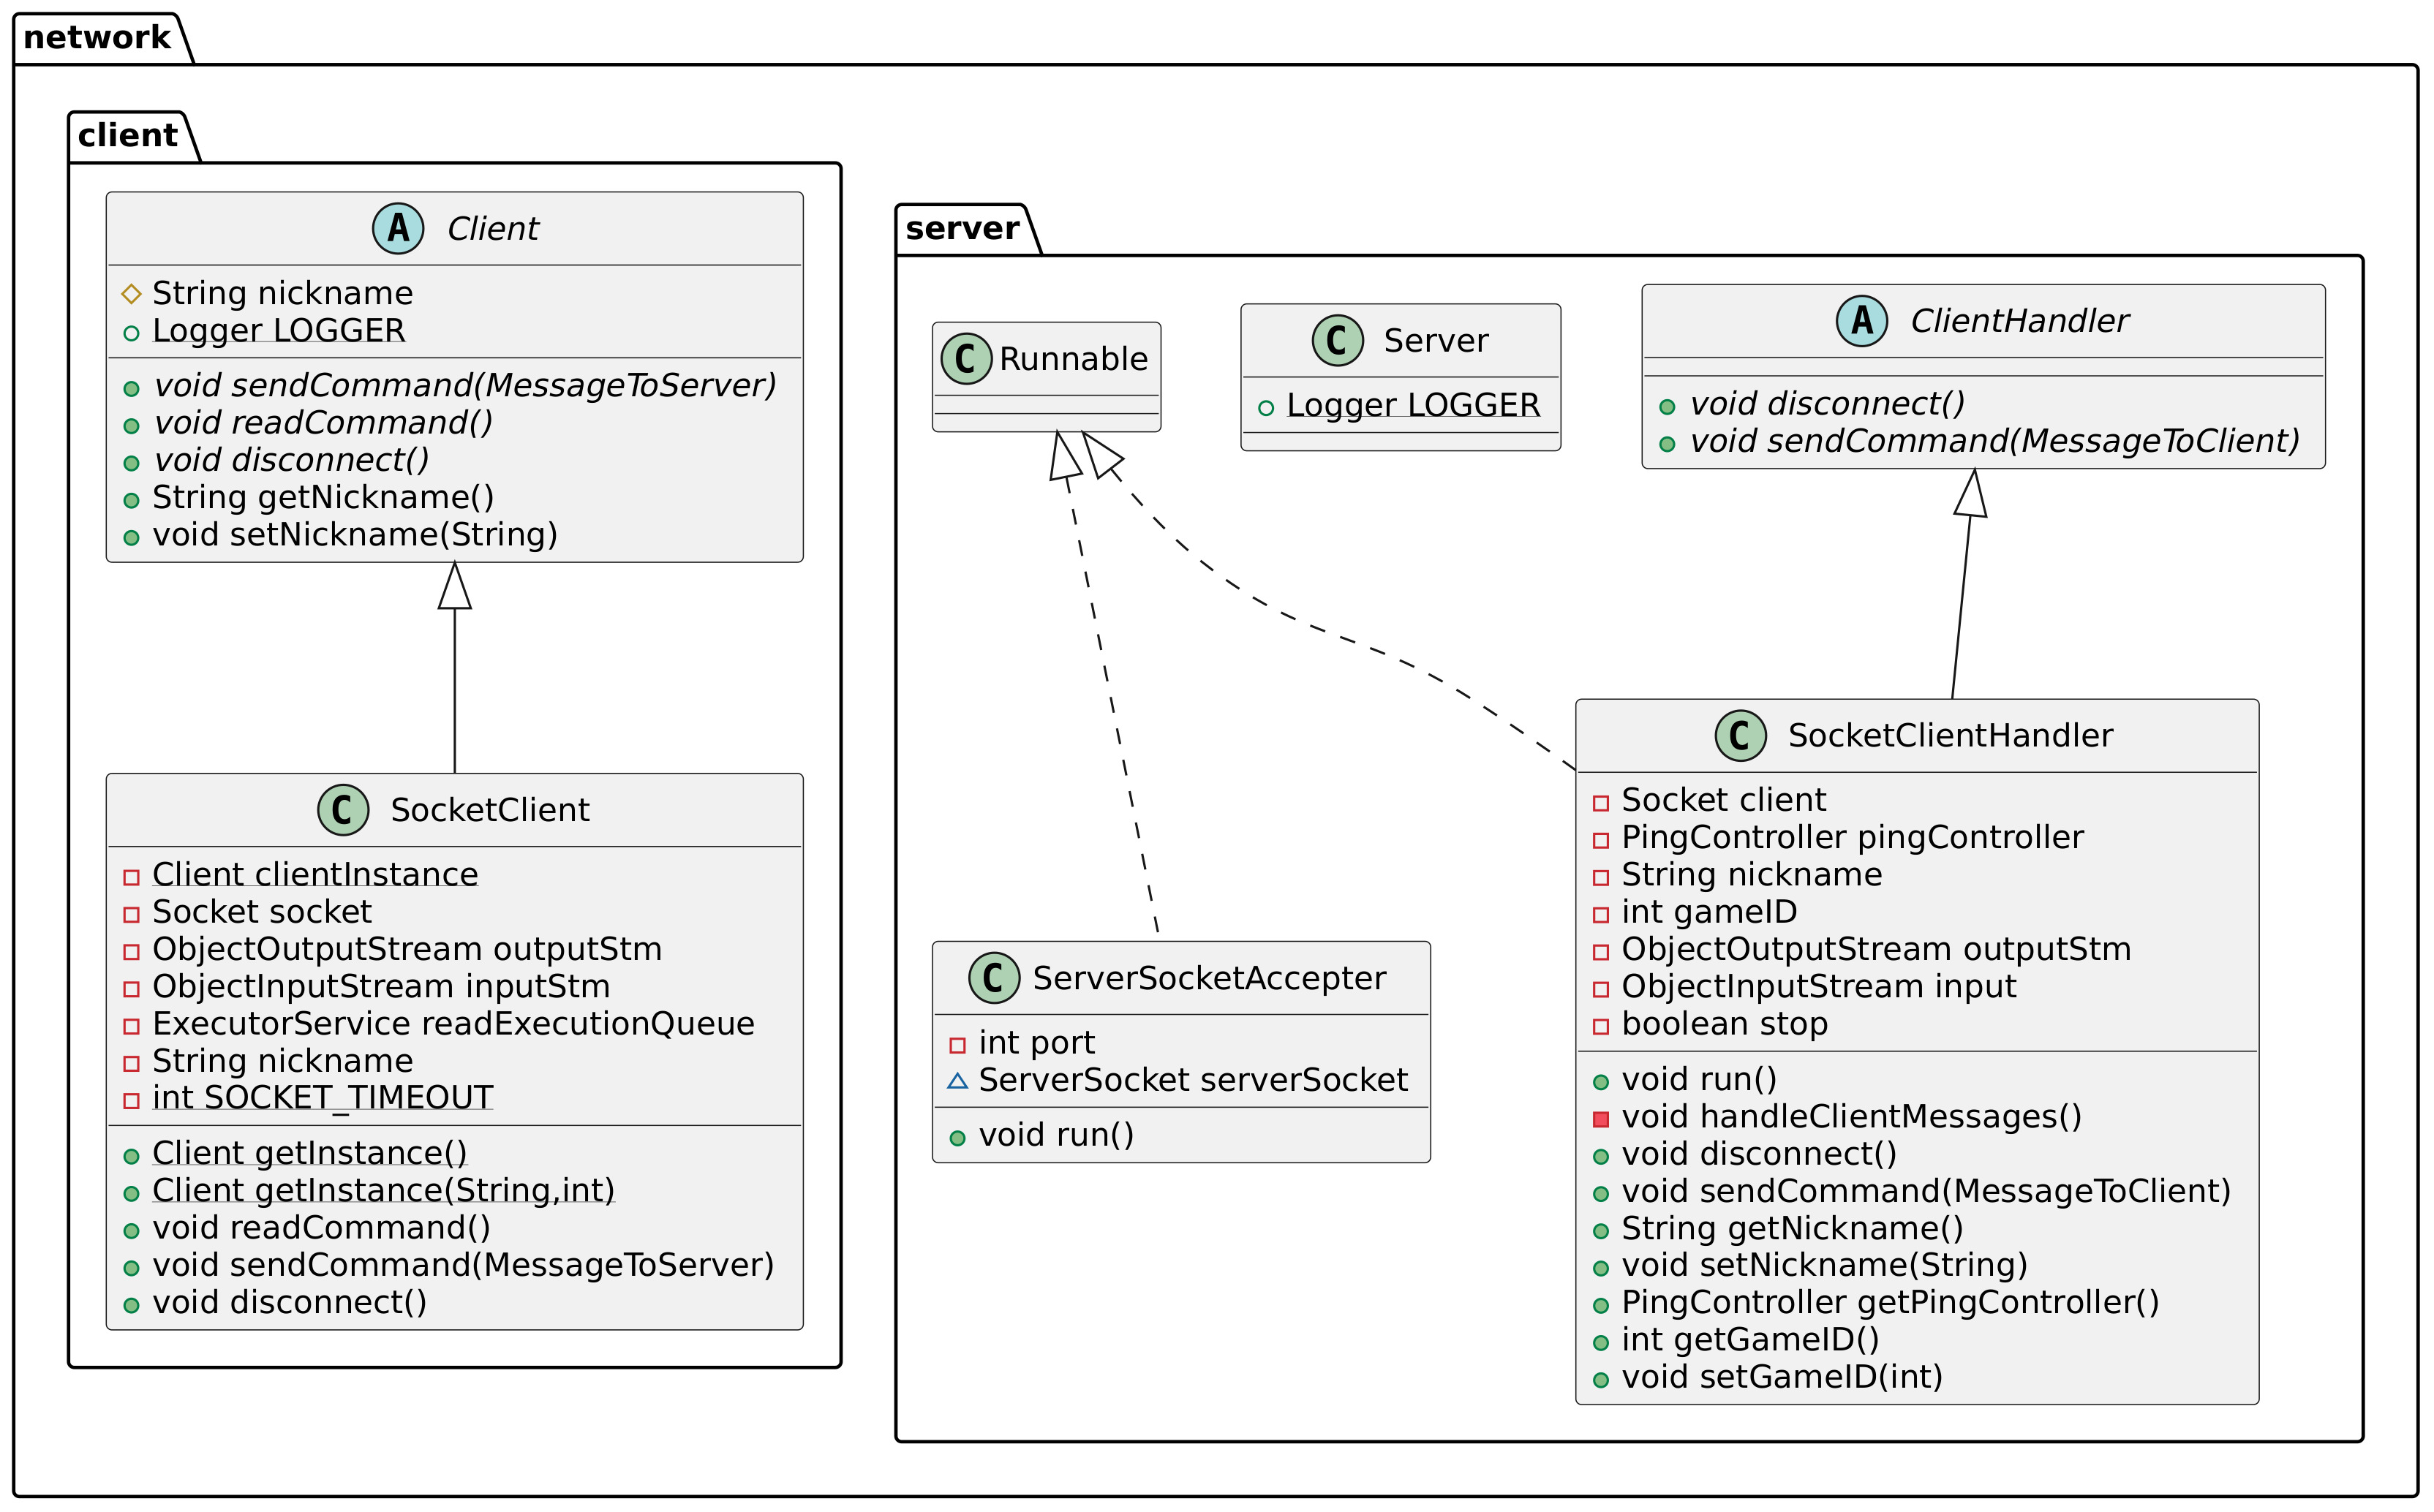 network
client
A Client
String nickname
Logger LOGGER
void sendCommand(MessageToServer)
void readCommand()
void disconnect()
String getNickname()
void setNickname(String)
C SocketClient
Client clientInstance
Socket socket
ObjectOutputStream outputStm
ObjectInputStream inputStm
ExecutorService readExecutionQueue
String nickname
int SOCKET_TIMEOUT
Client getInstance()
Client getInstance(String,int)
void readCommand()
void sendCommand(MessageToServer)
void disconnect()
server
C Runnable
C Server
Logger LOGGER
A ClientHandler
void disconnect()
void sendCommand(MessageToClient)
C ServerSocketAccepter
int port
ServerSocket serverSocket
void run()
C SocketClientHandler
Socket client
PingController pingController
String nickname
int gameID
ObjectOutputStream outputStm
ObjectInputStream input
boolean stop
void run()
void handleClientMessages()
void disconnect()
void sendCommand(MessageToClient)
String getNickname()
void setNickname(String)
PingController getPingController()
int getGameID()
void setGameID(int)